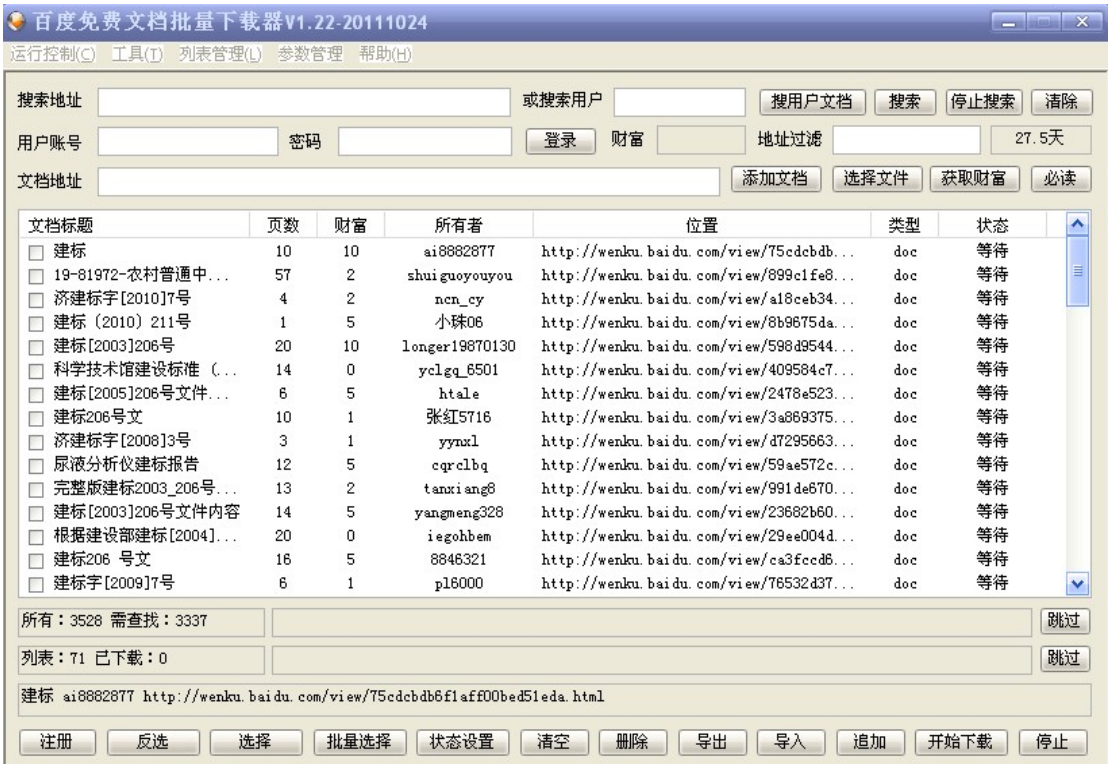 百度免费文档批量下载器V1.22-20111024
运行控制(C) 工具(T) 列表管理(L) 参数管理 帮助(H)
搜索地址 或搜索用户 搜用户文档 搜索 停止搜索 清除
用户账号 密码 登录 财富 地址过滤 27.5天
文档地址 添加文档 选择文件 获取财富 必读
文档标题 页数 财富 所有者 位置 类型 状态
建标 10 10 ai8882877 http://wenku.baidu.com/view/75cdcbdb... doc 等待
19-81972-农村普通中... 57 2 shuiguoyouyou http://wenku.baidu.com/view/899c1fe8... doc 等待
济建标字[2010]7号 4 2 ncn_cy http://wenku.baidu.com/view/a18ceb34... doc 等待
建标（2010）211号 1 5 小珠06 http://wenku.baidu.com/view/8b9675da... doc 等待
建标[2003]206号 20 10 longer19870130 http://wenku.baidu.com/view/598d9544... doc 等待
科学技术馆建设标准（... 14 0 yclgq_6501 http://wenku.baidu.com/view/409584c7... doc 等待
建标[2005]206号文件... 6 5 htale http://wenku.baidu.com/view/2478e523... doc 等待
建标206号文 10 1 张红5716 http://wenku.baidu.com/view/3a869375... doc 等待
济建标字[2008]3号 3 1 yynxl http://wenku.baidu.com/view/d7295663... doc 等待
尿液分析仪建标报告 12 5 cqrclbq http://wenku.baidu.com/view/59ae572c... doc 等待
完整版建标2003_206号... 13 2 tanxiang8 http://wenku.baidu.com/view/991de670... doc 等待
建标[2003]206号文件内容 14 5 yangmeng328 http://wenku.baidu.com/view/23682b60... doc 等待
根据建设部建标[2004]... 20 0 iegohbem http://wenku.baidu.com/view/29ee004d... doc 等待
建标206 号文 16 5 8846321 http://wenku.baidu.com/view/ca3fccd6... doc 等待
建标字[2009]7号 6 1 pl6000 http://wenku.baidu.com/view/76532d37... doc 等待
所有：3528 需查找：3337 跳过
列表：71 已下载：0 跳过
建标 ai8882877 http://wenku.baidu.com/view/75cdcbdb6f1aff00bed51eda.html
注册 反选 选择 批量选择 状态设置 清空 删除 导出 导入 追加 开始下载 停止